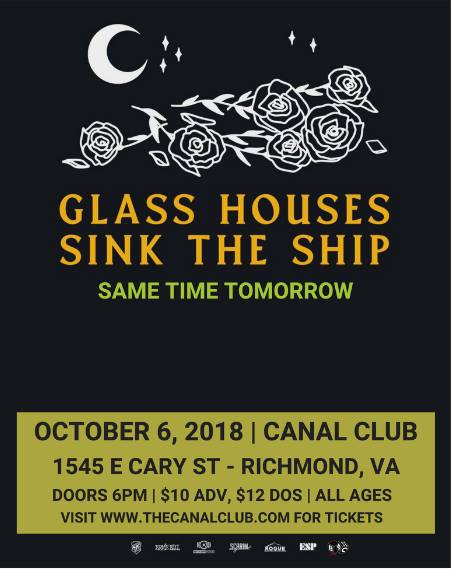 GLASS HOUSES
SINK THE SHIP
SAME TIME TOMORROW
OCTOBER 6, 2018 | CANAL CLUB
1545 E CARY ST - RICHMOND, VA
DOORS 6PM | $10 ADV, $12 DOS | ALL AGES
VISIT WWW.THECANALCLUB.COM FOR TICKETS
ROGUE ESP